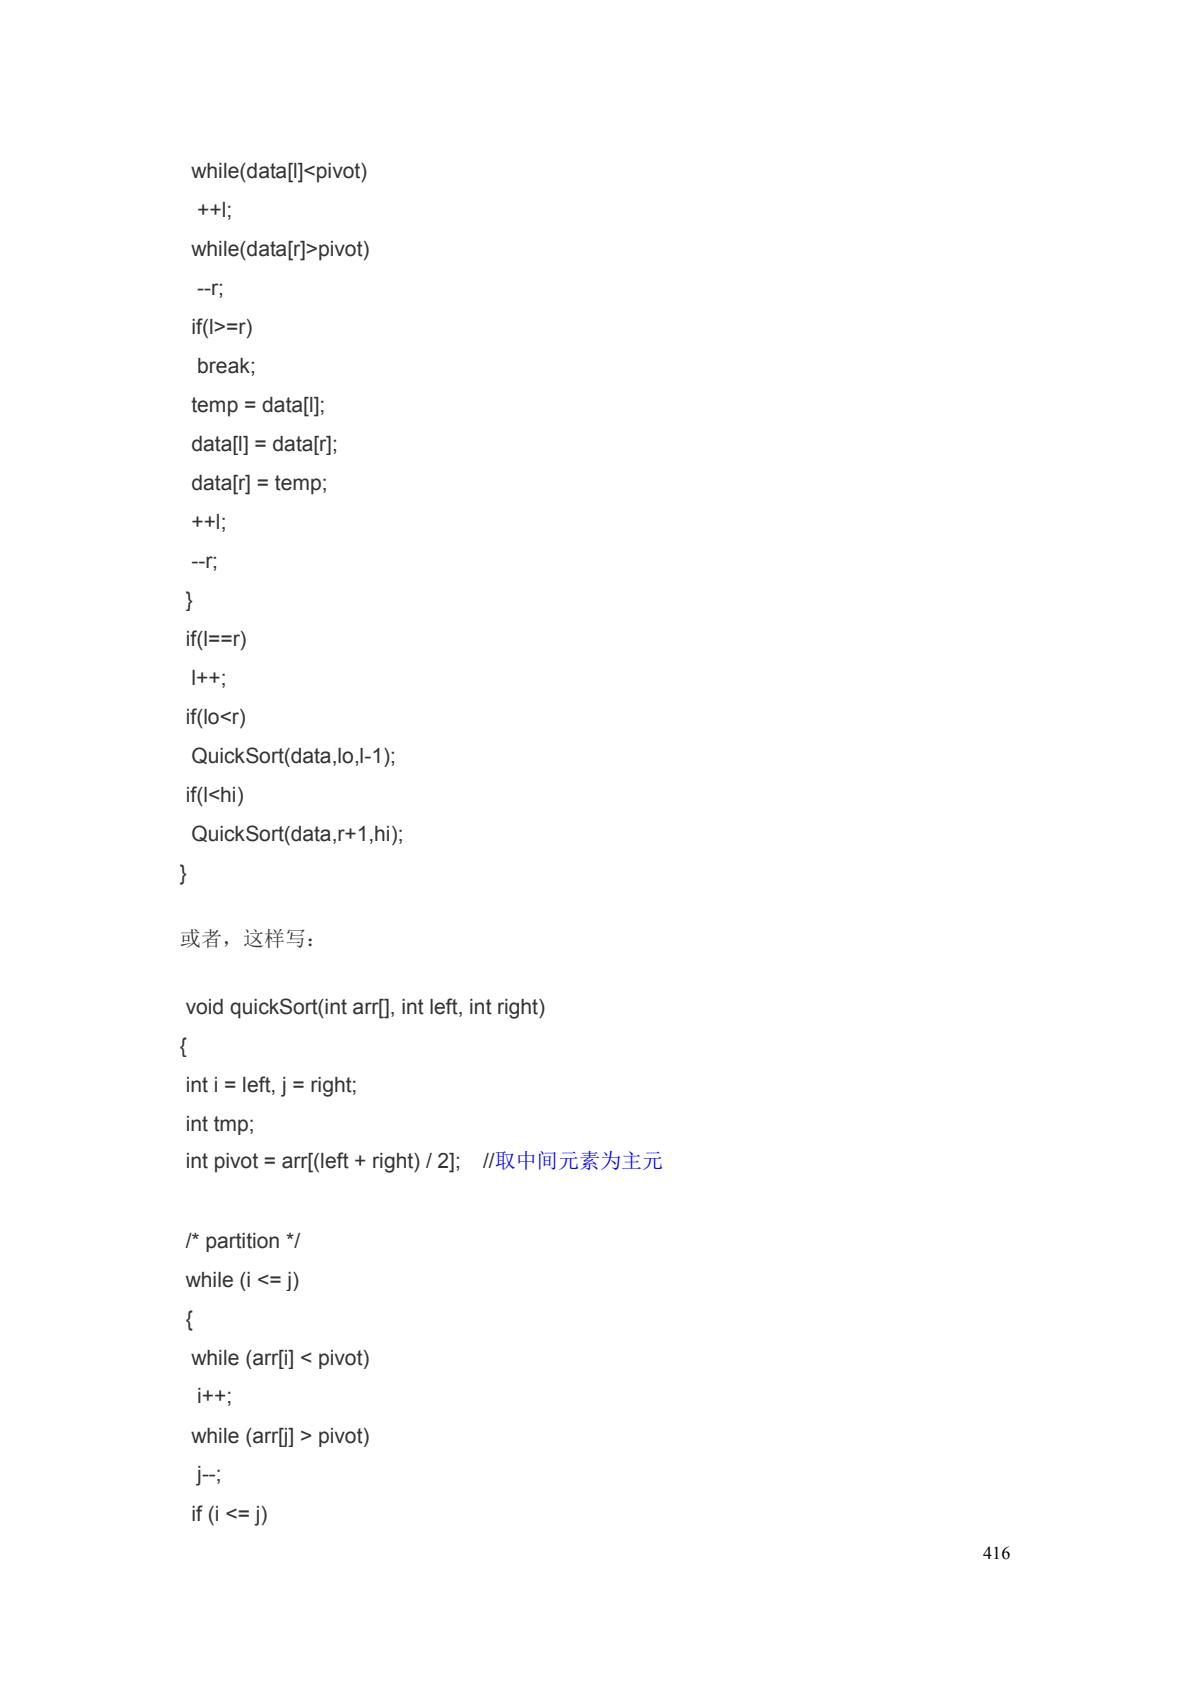 while(data[l]<pivot)
++l;
while(data[r]>pivot)
--r;
if(l>=r)
break;
temp = data[l];
data[l] = data[r];
data[r] = temp;
++l;
--r;
}
if(l==r)
l++;
if(lo<r)
QuickSort(data,lo,l-1);
if(l<hi)
QuickSort(data,r+1,hi);
}
或者，这样写：
void quickSort(int arr[], int left, int right)
{
int i = left, j = right;
int tmp;
int pivot = arr[(left + right) / 2]; //取中间元素为主元
/* partition */
while (i <= j)
{
while (arr[i] < pivot)
i++;
while (arr[j] > pivot)
j--;
if (i <= j)
416